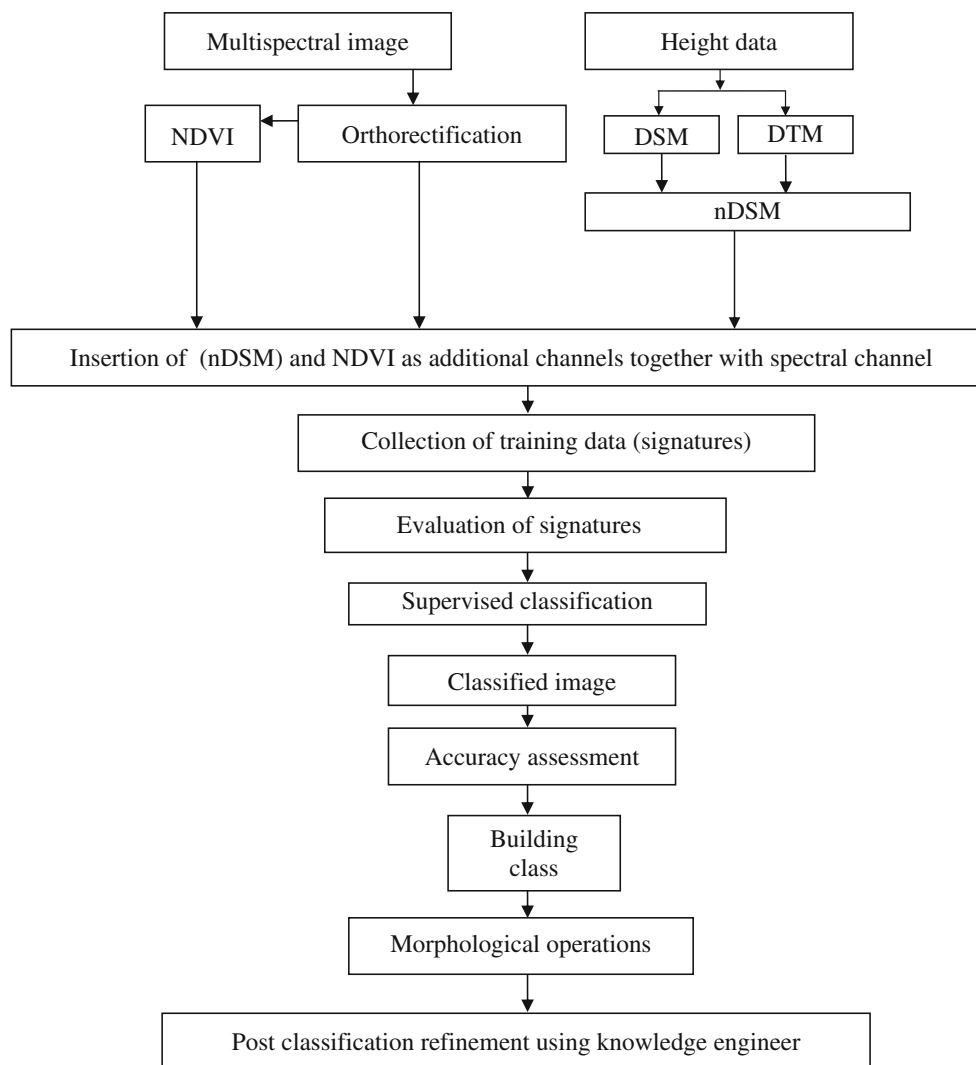 Multispectral image
Height data
NDVI
Orthorectification
DSM
DTM
nDSM
Insertion of (nDSM) and NDVI as additional channels together with spectral channel
Collection of training data (signatures)
Evaluation of signatures
Supervised classification
Classified image
Accuracy assessment
Building
class
Morphological operations
Post classification refinement using knowledge engineer